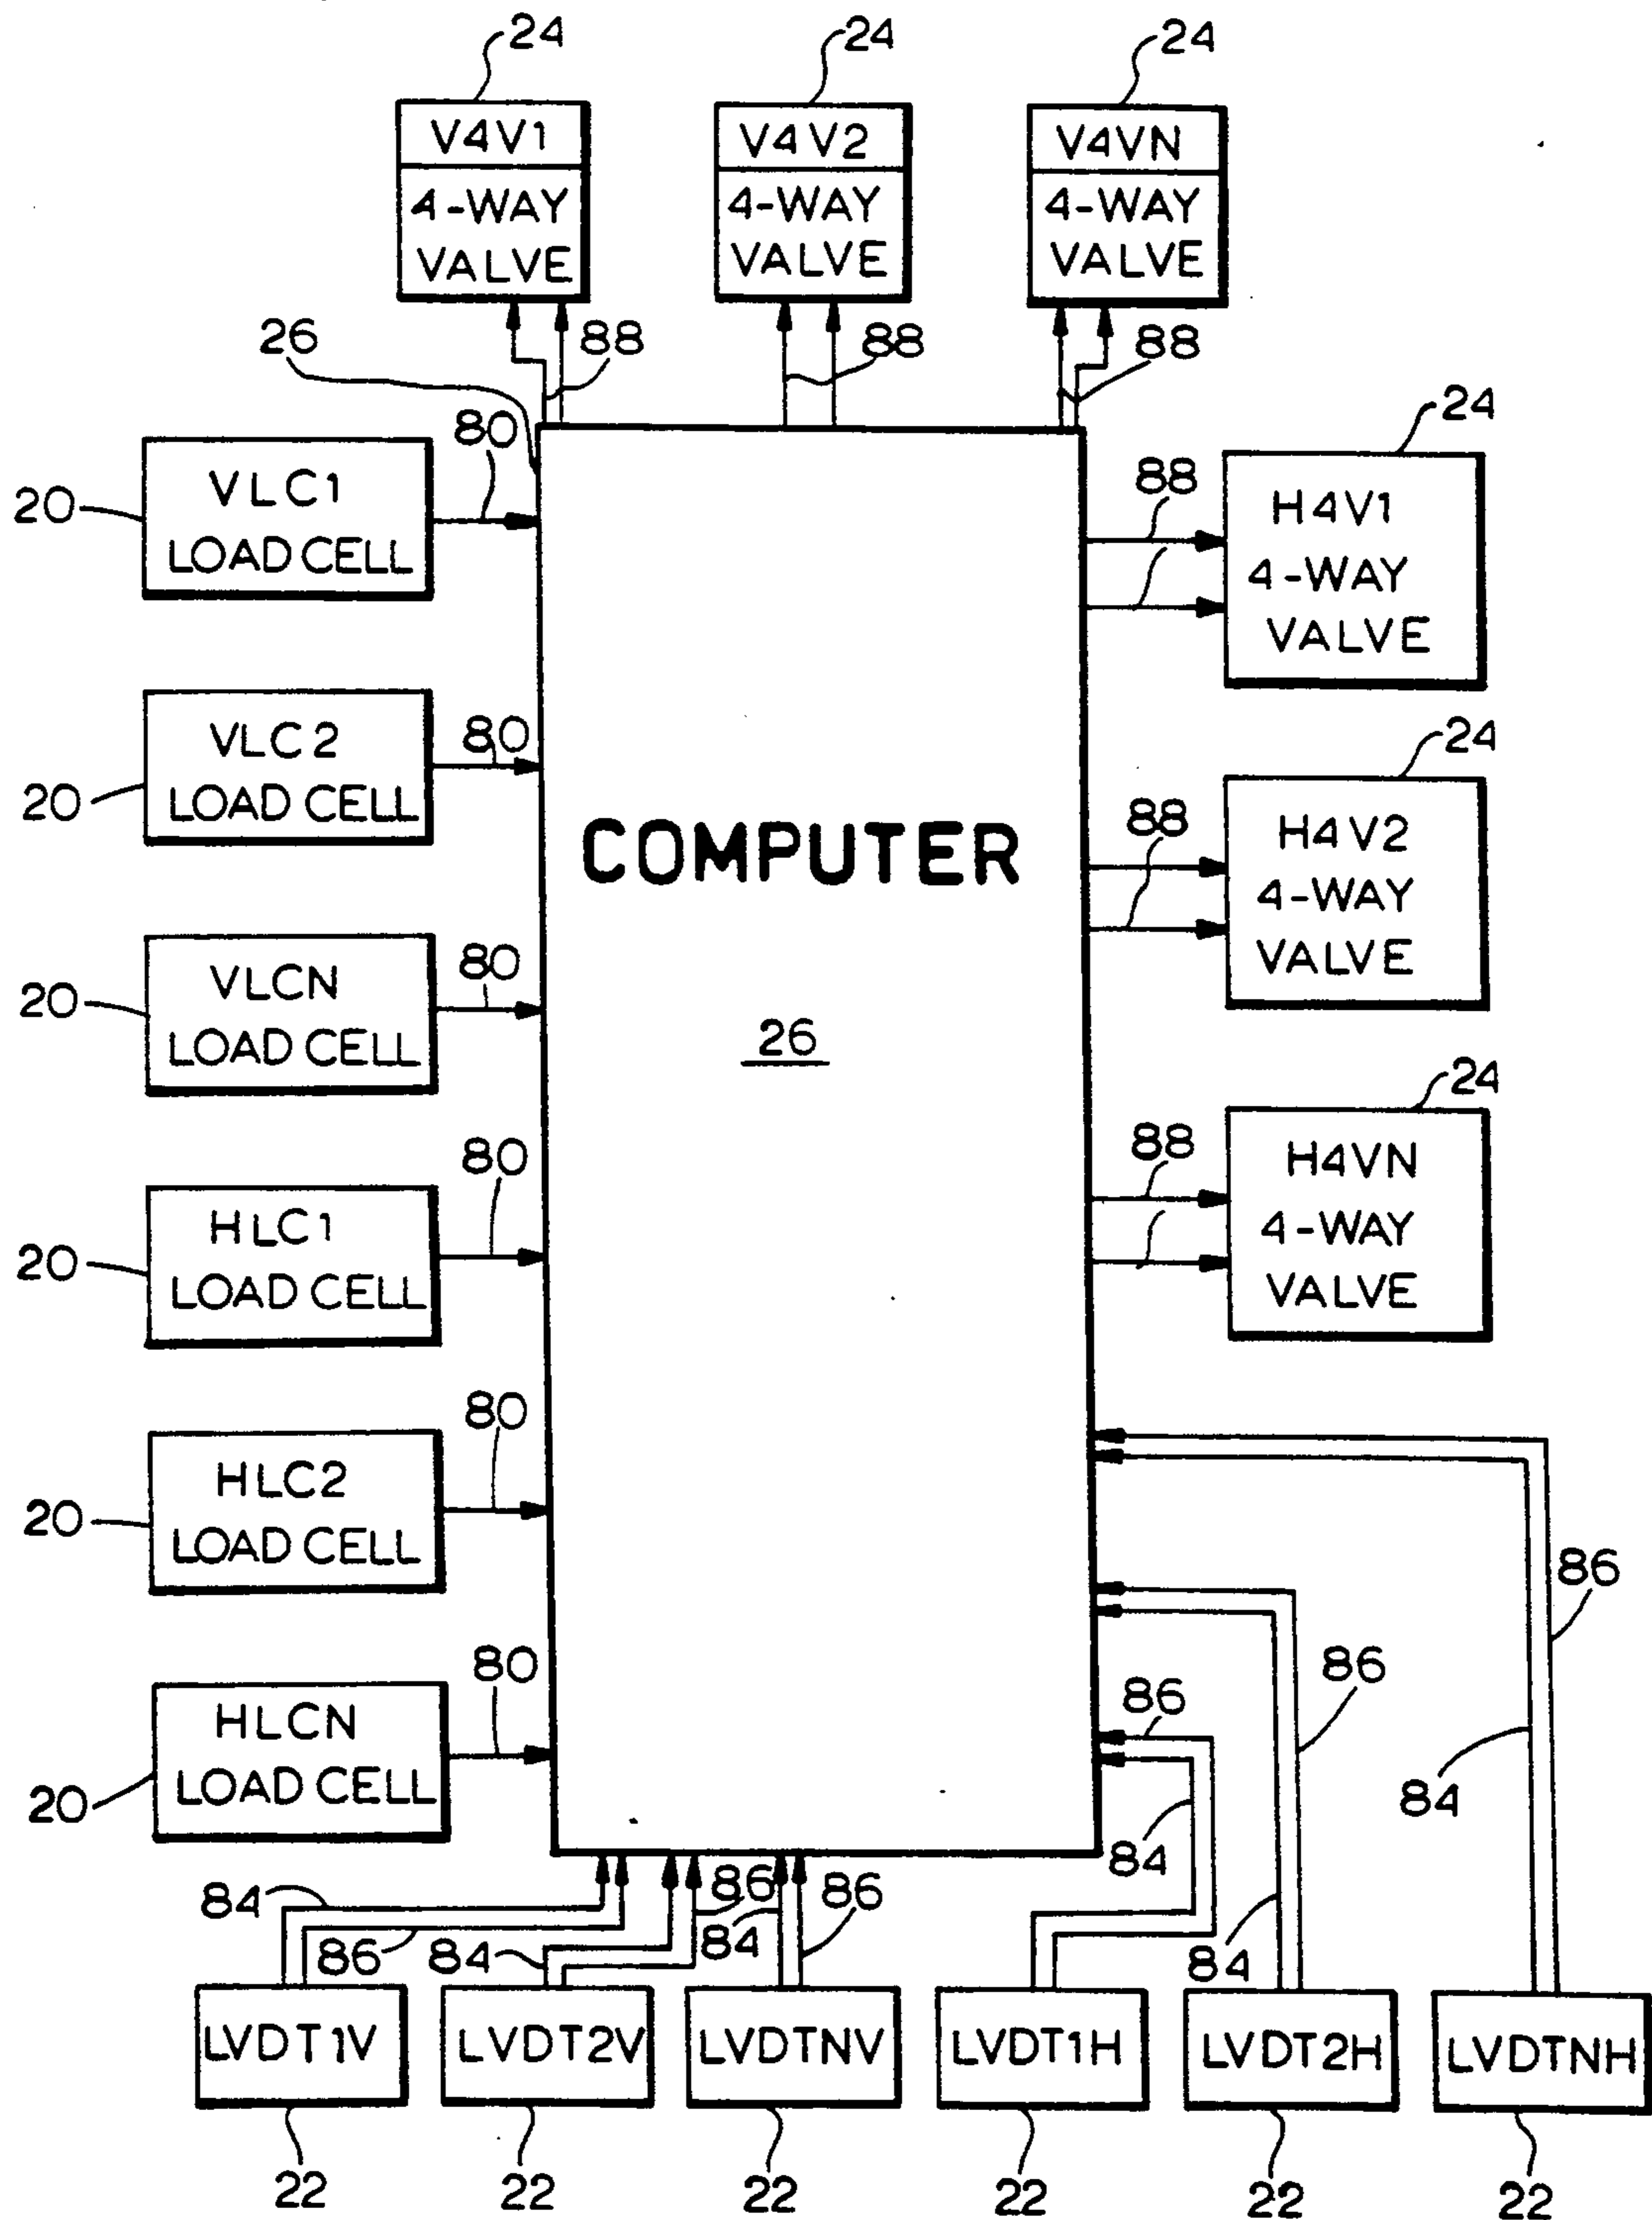 24
24
24
V4V1
4-WAY
VALVE
V4V2
4-WAY
VALVE
V4VN
4-WAY
VALVE
26
88
88
88
24
80
VLC1
LOAD CELL
20
88
H4V1
4-WAY
VALVE
80
VLC2
LOAD CELL
20
24
88
H4V2
4-WAY
VALVE
COMPUTER
26
80
VLCN
LOAD CELL
20
24
88
H4VN
4-WAY
VALVE
80
HLC1
LOAD CELL
20
80
HLC2
LOAD CELL
20
80
HLCN
LOAD CELL
20
86
86
86
84
84
84
84
86
84
86
84
86
LVDT1V
LVDT2V
LVDTNV
LVDT1H
LVDT2H
LVDTNH
22
22
22
22
22
22